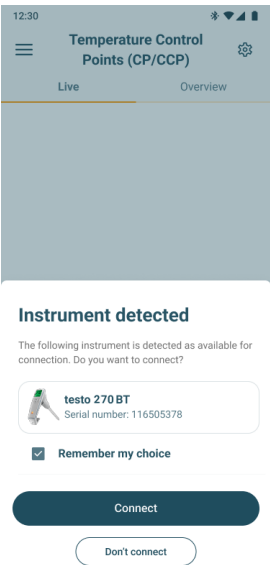 12:30
Temperature Control
Points (CP/CCP)
Live
Overview
Instrument detected
The following instrument is detected as available for
connection. Do you want to connect?
testo 270 BT
Serial number: 116505378
Remember my choice
Connect
Don't connect